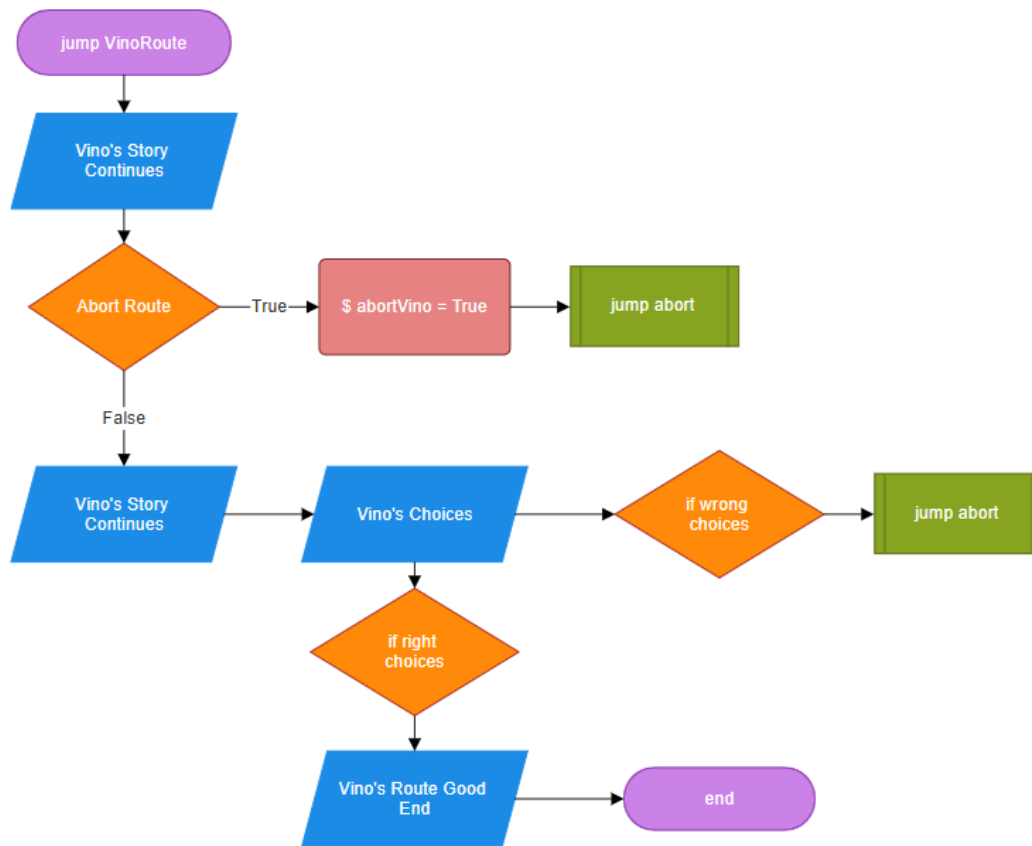 jump VinoRoute
Vino's Story
Continues
Abort Route
True
$ abortVino = True
jump abort
False
Vino's Story
Continues
Vino's Choices
if wrong
choices
jump abort
if right
choices
Vino's Route Good
End
end